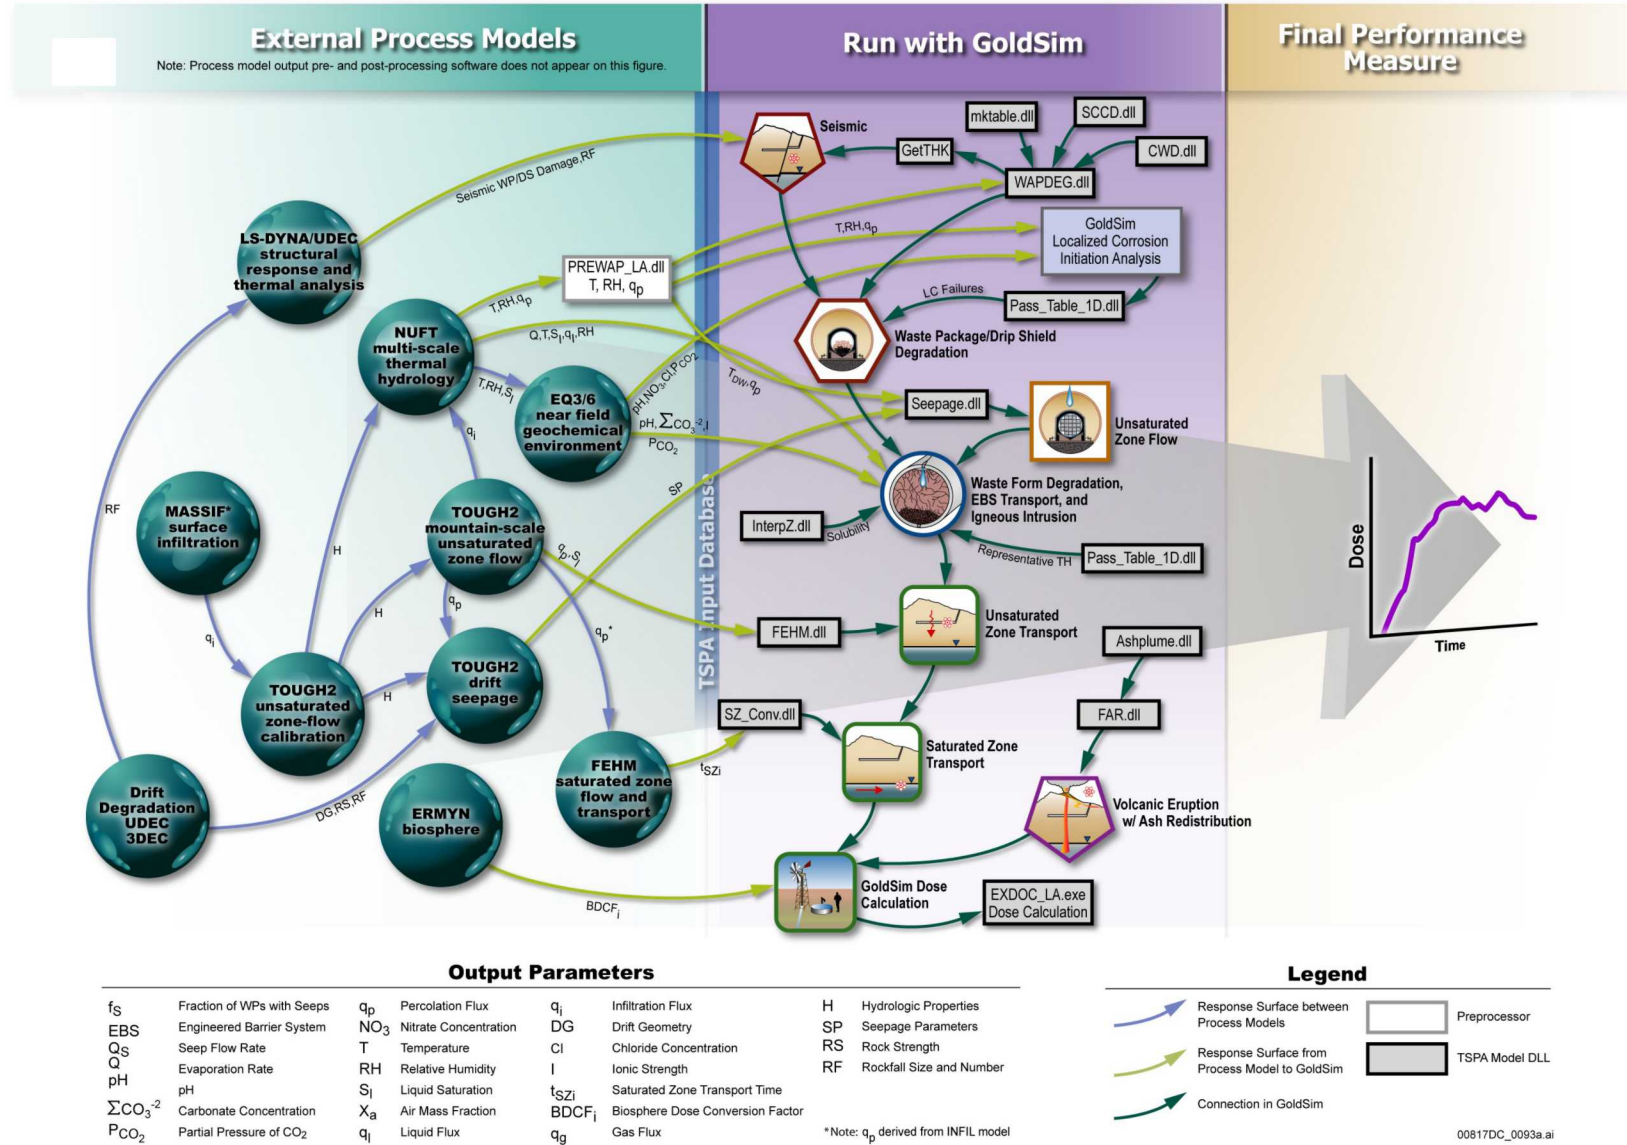 External Process Models
Note: Process model output pre- and post-processing software does not appear on this figure.
Run with GoldSim
Final Performance
Measure
Seismic
mktable.dll
SCCD.dll
GetTHK
CWD.dll
WAPDEG.dll
Seismic WP/DS Damage,RF
LS-DYNA/UDEC
structural
response and
thermal analysis
T,RH,qp
GoldSim
Localized Corrosion
Initiation Analysis
PREWAP_LA.dll
T, RH, qp
T,RH,qp
LC Failures
Pass_Table_1D.dll
NUFT
multi-scale
thermal
hydrology
Q,T,Sl,ql,RH
Waste Package/Drip Shield
Degradation
T,RH,Sl
pH,NO3,Cl,PCO2
TDW,qp
EQ3/6
near field
geochemical
environment
pH, ΣCO3-2,I
PCO2
Seepage.dll
Unsaturated
Zone Flow
qi
SP
RF
MASSIF*
surface
infiltration
TOUGH2
mountain-scale
unsaturated
zone flow
TSPA Input Database
Waste Form Degradation,
EBS Transport, and
Igneous Intrusion
InterpZ.dll
Solubility
Representative TH
Pass_Table_1D.dll
Dose
Time
H
qp,Sl
H
qp
qp*
qi
FEHM.dll
Unsaturated
Zone Transport
Ashplume.dll
TOUGH2
unsaturated
zone-flow
calibration
H
TOUGH2
drift
seepage
SZ_Conv.dll
FAR.dll
Saturated Zone
Transport
tSZi
FEHM
saturated zone
flow and
transport
Drift
Degradation
UDEC
3DEC
DG,RS,RF
ERMYN
biosphere
Volcanic Eruption
w/ Ash Redistribution
BDCFi
GoldSim Dose
Calculation
EXDOC_LA.exe
Dose Calculation
Output Parameters
fS Fraction of WPs with Seeps
EBS Engineered Barrier System
QS Seep Flow Rate
Q Evaporation Rate
pH pH
ΣCO3-2 Carbonate Concentration
PCO2 Partial Pressure of CO2
qp Percolation Flux
NO3 Nitrate Concentration
T Temperature
RH Relative Humidity
Sl Liquid Saturation
Xa Air Mass Fraction
ql Liquid Flux
qi Infiltration Flux
DG Drift Geometry
Cl Chloride Concentration
I Ionic Strength
tSZi Saturated Zone Transport Time
BDCFi Biosphere Dose Conversion Factor
qg Gas Flux
H Hydrologic Properties
SP Seepage Parameters
RS Rock Strength
RF Rockfall Size and Number
*Note: qp derived from INFIL model
Legend
Response Surface between
Process Models
Response Surface from
Process Model to GoldSim
Connection in GoldSim
Preprocessor
TSPA Model DLL
00817DC_0093a.ai